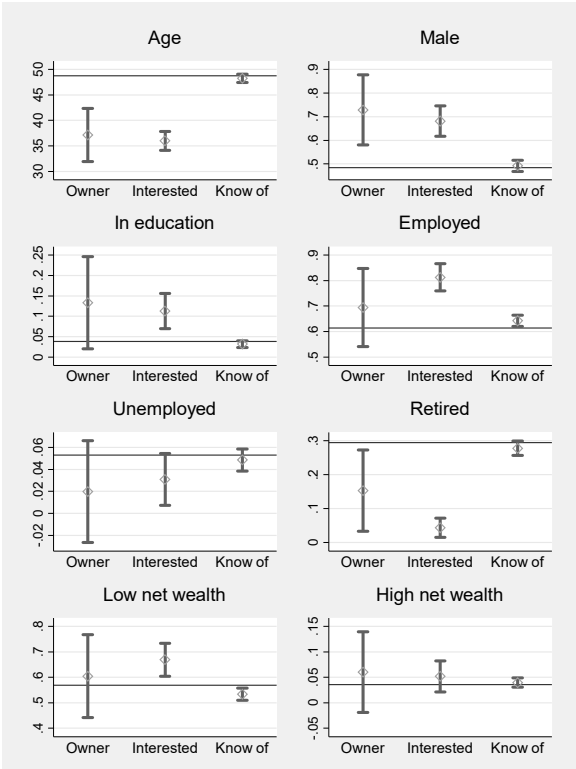 Age Male
50 45 40 35 30
.9 .8 .7 .6 .5
Owner Interested Know of Owner Interested Know of
In education Employed
.25 .2 .15 .1 .05 0
.9 .8 .7 .6 .5
Owner Interested Know of Owner Interested Know of
Unemployed Retired
.06 .04 .02 0 -.02
.3 .2 .1 0
Owner Interested Know of Owner Interested Know of
Low net wealth High net wealth
.8 .7 .6 .5 .4
.15 .1 .05 0 -.05
Owner Interested Know of Owner Interested Know of